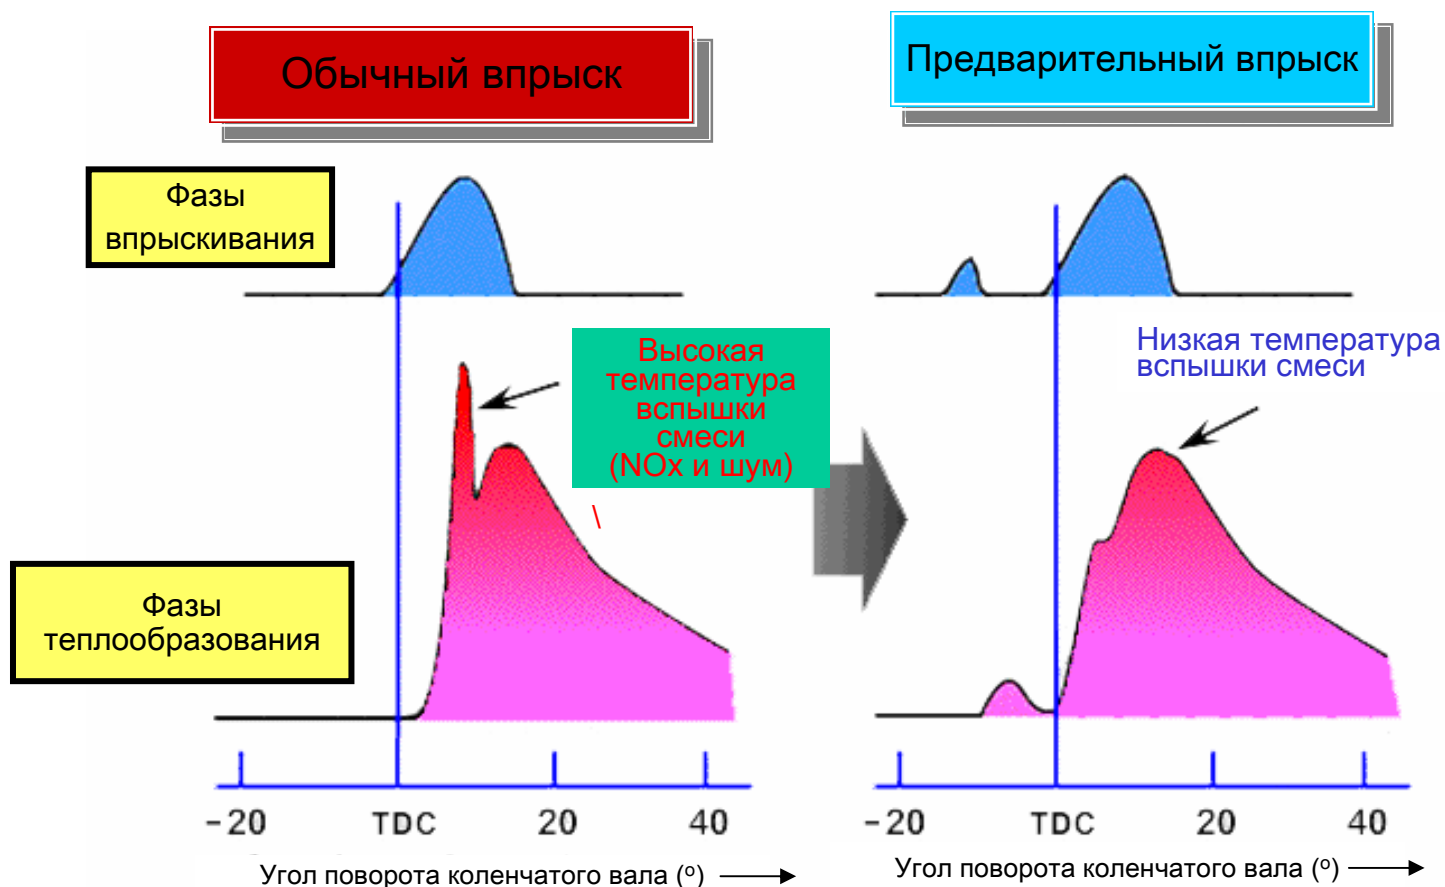 Обычный впрыск
Предварительный впрыск
Фазы
впрыскивания
Высокая
температура
вспышки
смеси
(NOx и шум)
\
Низкая температура
вспышки смеси
Фазы
теплообразования
-20 TDC 20 40
-20 TDC 20 40
Угол поворота коленчатого вала (º)
Угол поворота коленчатого вала (º)